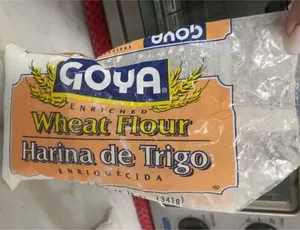 GOYA
GOYA®
ENRICHED
Wheat Flour
Harina de Trigo
ENRIQUECIDA
(341g)